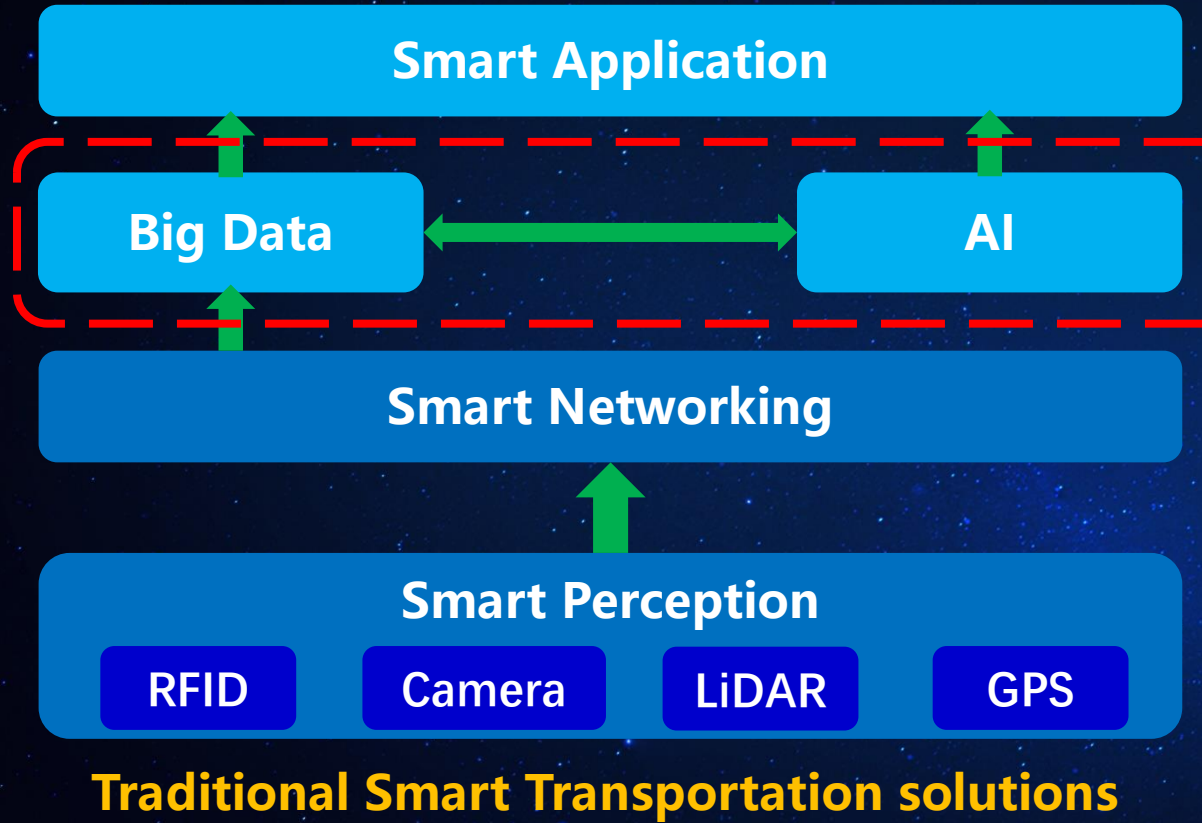 Smart Application
Big Data
AI
Smart Networking
Smart Perception
RFID
Camera
LiDAR
GPS
Traditional Smart Transportation solutions